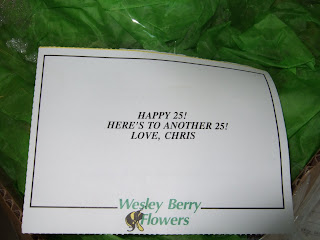 HAPPY 25!
HERE'S TO ANOTHER 25!
LOVE, CHRIS
Wesley Berry
Flowers